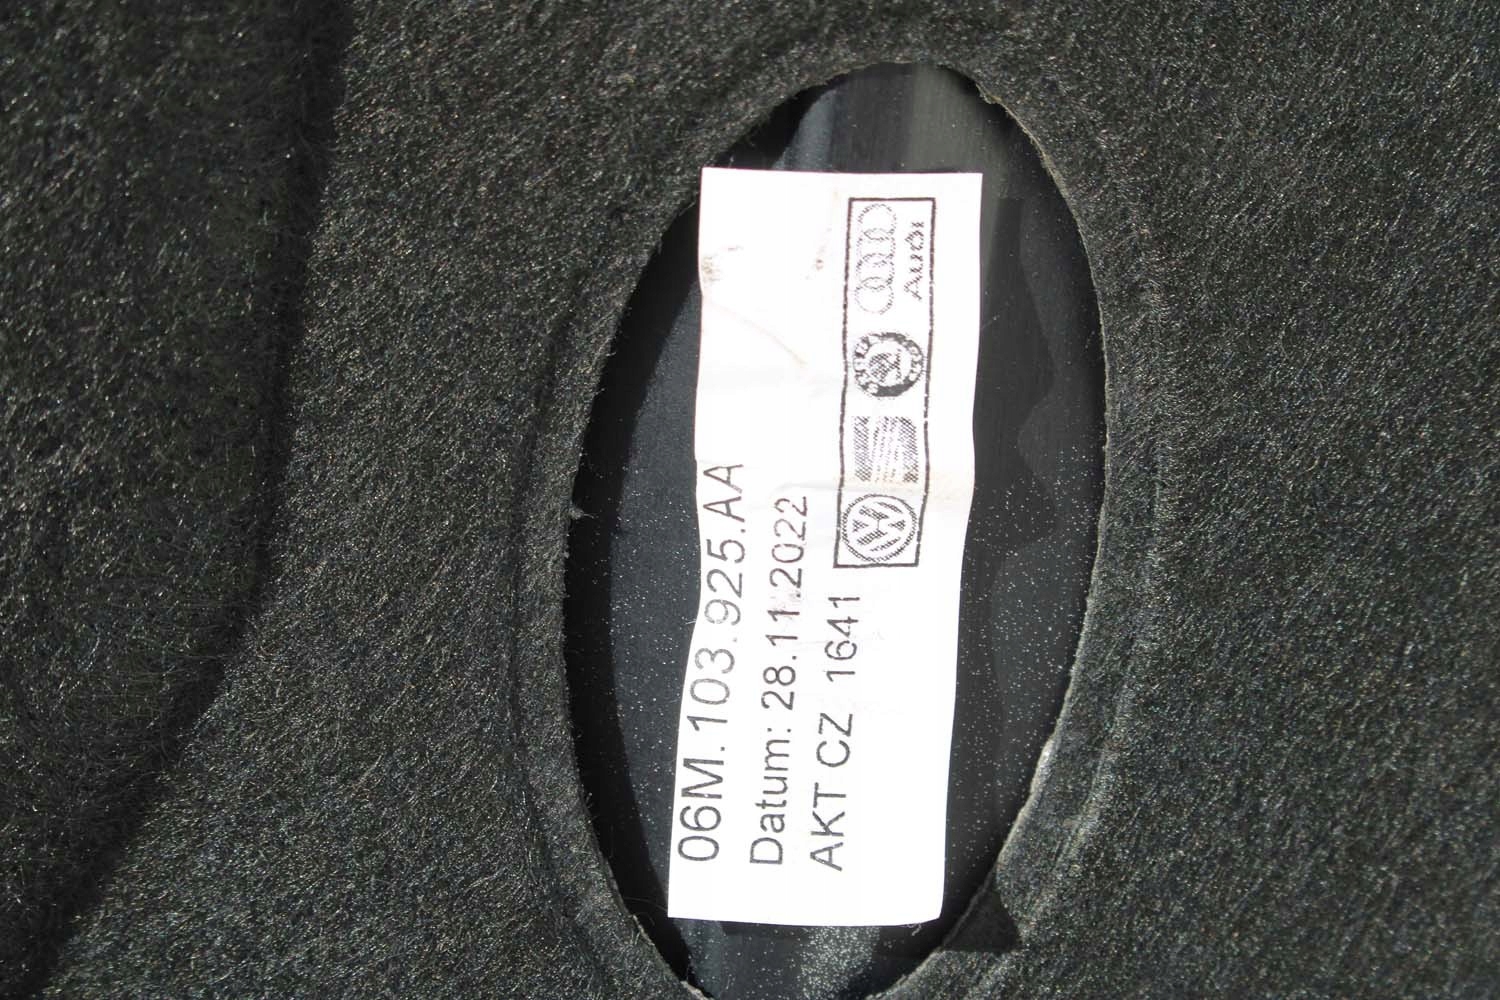 06M.103.925.AA
Datum: 28.11.2022
AKT CZ 1641
Audi